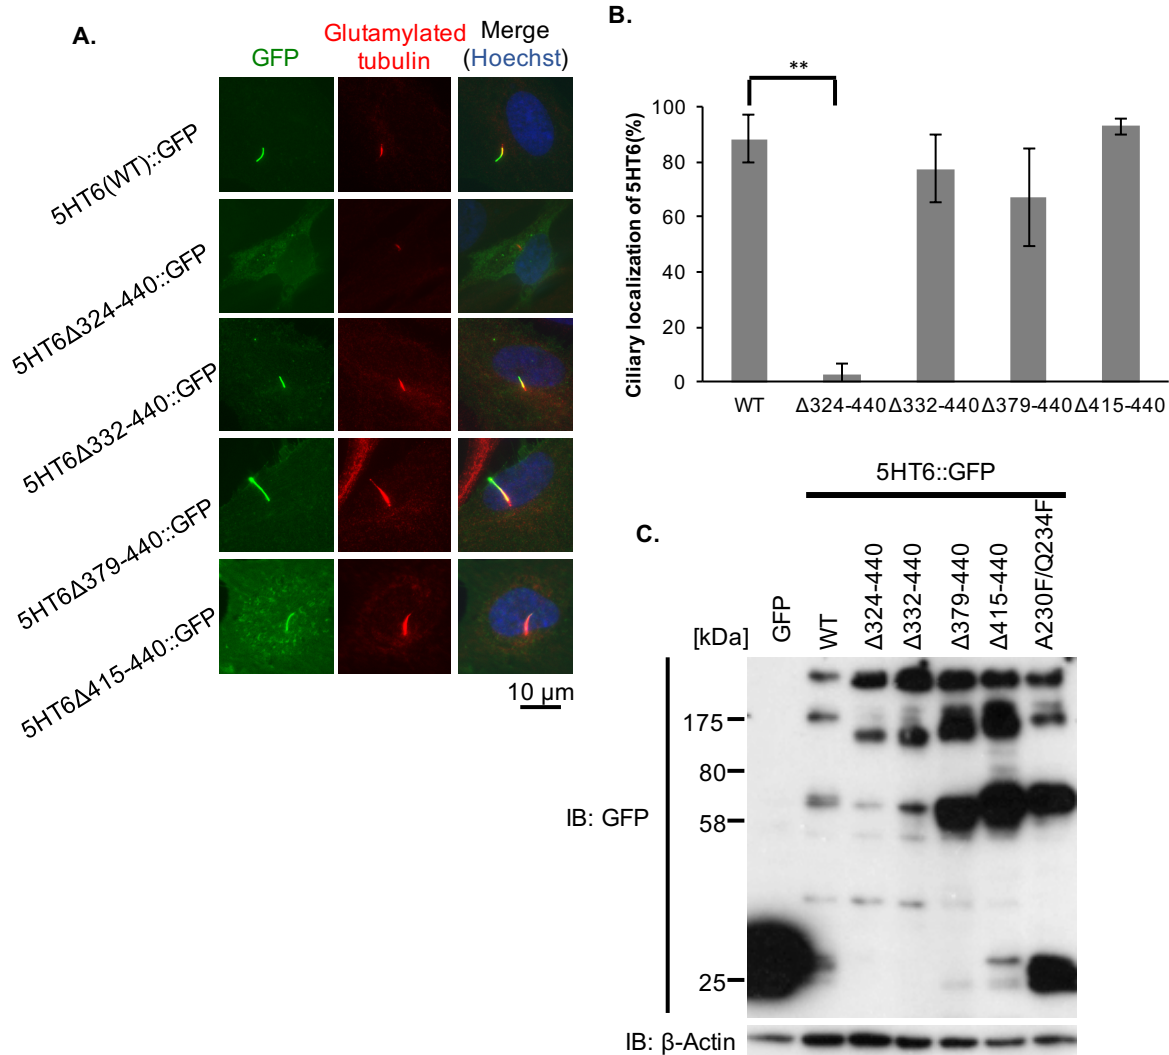 A.
GFP
Glutamylated
tubulin
Merge
(Hoechst)
5HT6(WT)::GFP
5HT6Δ324-440::GFP
5HT6Δ332-440::GFP
5HT6Δ379-440::GFP
5HT6Δ415-440::GFP
10 μm
B.
**
Ciliary localization of 5HT6(%)
100
80
60
40
20
0
WT
Δ324-440
Δ332-440
Δ379-440
Δ415-440
C.
5HT6::GFP
[kDa]
GFP
WT
Δ324-440
Δ332-440
Δ379-440
Δ415-440
A230F/Q234F
175
80
58
25
IB: GFP
IB: β-Actin